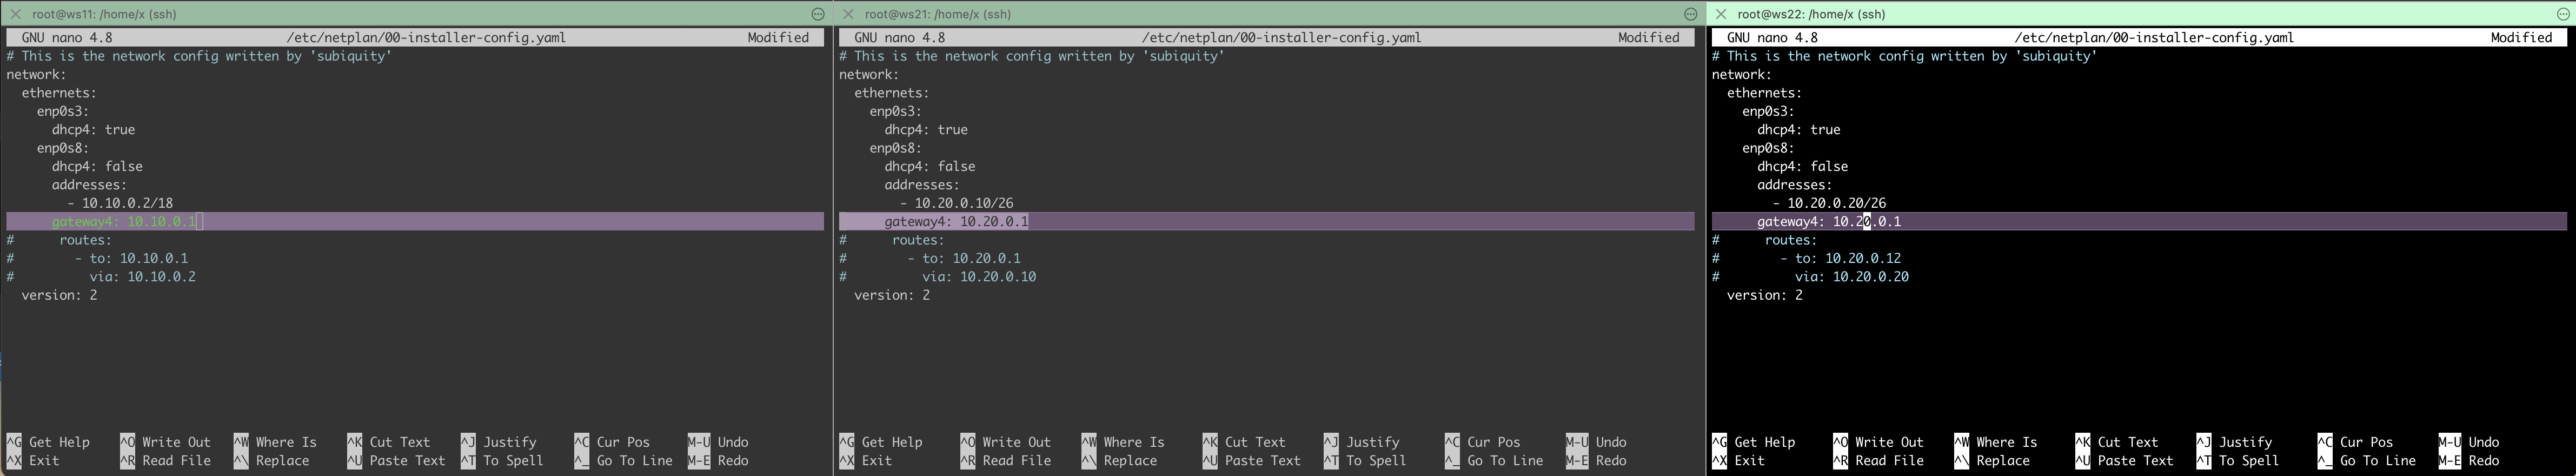 root@ws11: /home/x (ssh)
GNU nano 4.8 /etc/netplan/00-installer-config.yaml Modified
# This is the network config written by 'subiquity'
network:
  ethernets:
    enp0s3:
      dhcp4: true
    enp0s8:
      dhcp4: false
      addresses:
        - 10.10.0.2/18
      gateway4: 10.10.0.1
#      routes:
#        - to: 10.10.0.1
#          via: 10.10.0.2
  version: 2
^G Get Help ^O Write Out ^W Where Is ^K Cut Text ^J Justify ^C Cur Pos M-U Undo
^X Exit ^R Read File ^\ Replace ^U Paste Text ^T To Spell ^_ Go To Line M-E Redo
root@ws21: /home/x (ssh)
GNU nano 4.8 /etc/netplan/00-installer-config.yaml Modified
# This is the network config written by 'subiquity'
network:
  ethernets:
    enp0s3:
      dhcp4: true
    enp0s8:
      dhcp4: false
      addresses:
        - 10.20.0.10/26
      gateway4: 10.20.0.1
#      routes:
#        - to: 10.20.0.1
#          via: 10.20.0.10
  version: 2
^G Get Help ^O Write Out ^W Where Is ^K Cut Text ^J Justify ^C Cur Pos M-U Undo
^X Exit ^R Read File ^\ Replace ^U Paste Text ^T To Spell ^_ Go To Line M-E Redo
root@ws22: /home/x (ssh)
GNU nano 4.8 /etc/netplan/00-installer-config.yaml Modified
# This is the network config written by 'subiquity'
network:
  ethernets:
    enp0s3:
      dhcp4: true
    enp0s8:
      dhcp4: false
      addresses:
        - 10.20.0.20/26
      gateway4: 10.20.0.1
#      routes:
#        - to: 10.20.0.12
#          via: 10.20.0.20
  version: 2
^G Get Help ^O Write Out ^W Where Is ^K Cut Text ^J Justify ^C Cur Pos M-U Undo
^X Exit ^R Read File ^\ Replace ^U Paste Text ^T To Spell ^_ Go To Line M-E Redo